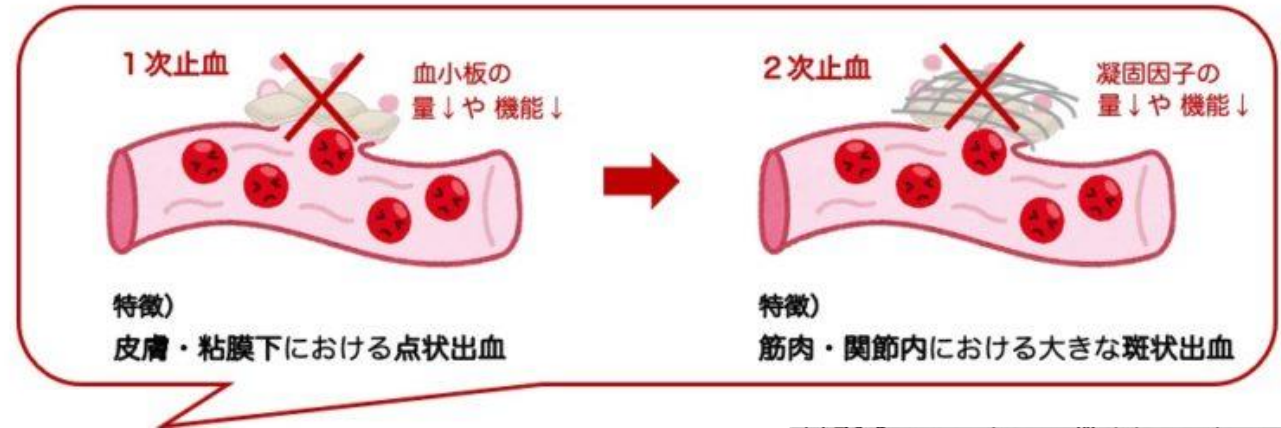 1次止血
血小板の
量↓や 機能↓
特徴)
皮膚・粘膜下における点状出血
2次止血
凝固因子の
量↓や 機能↓
特徴)
筋肉・関節内における大きな斑状出血